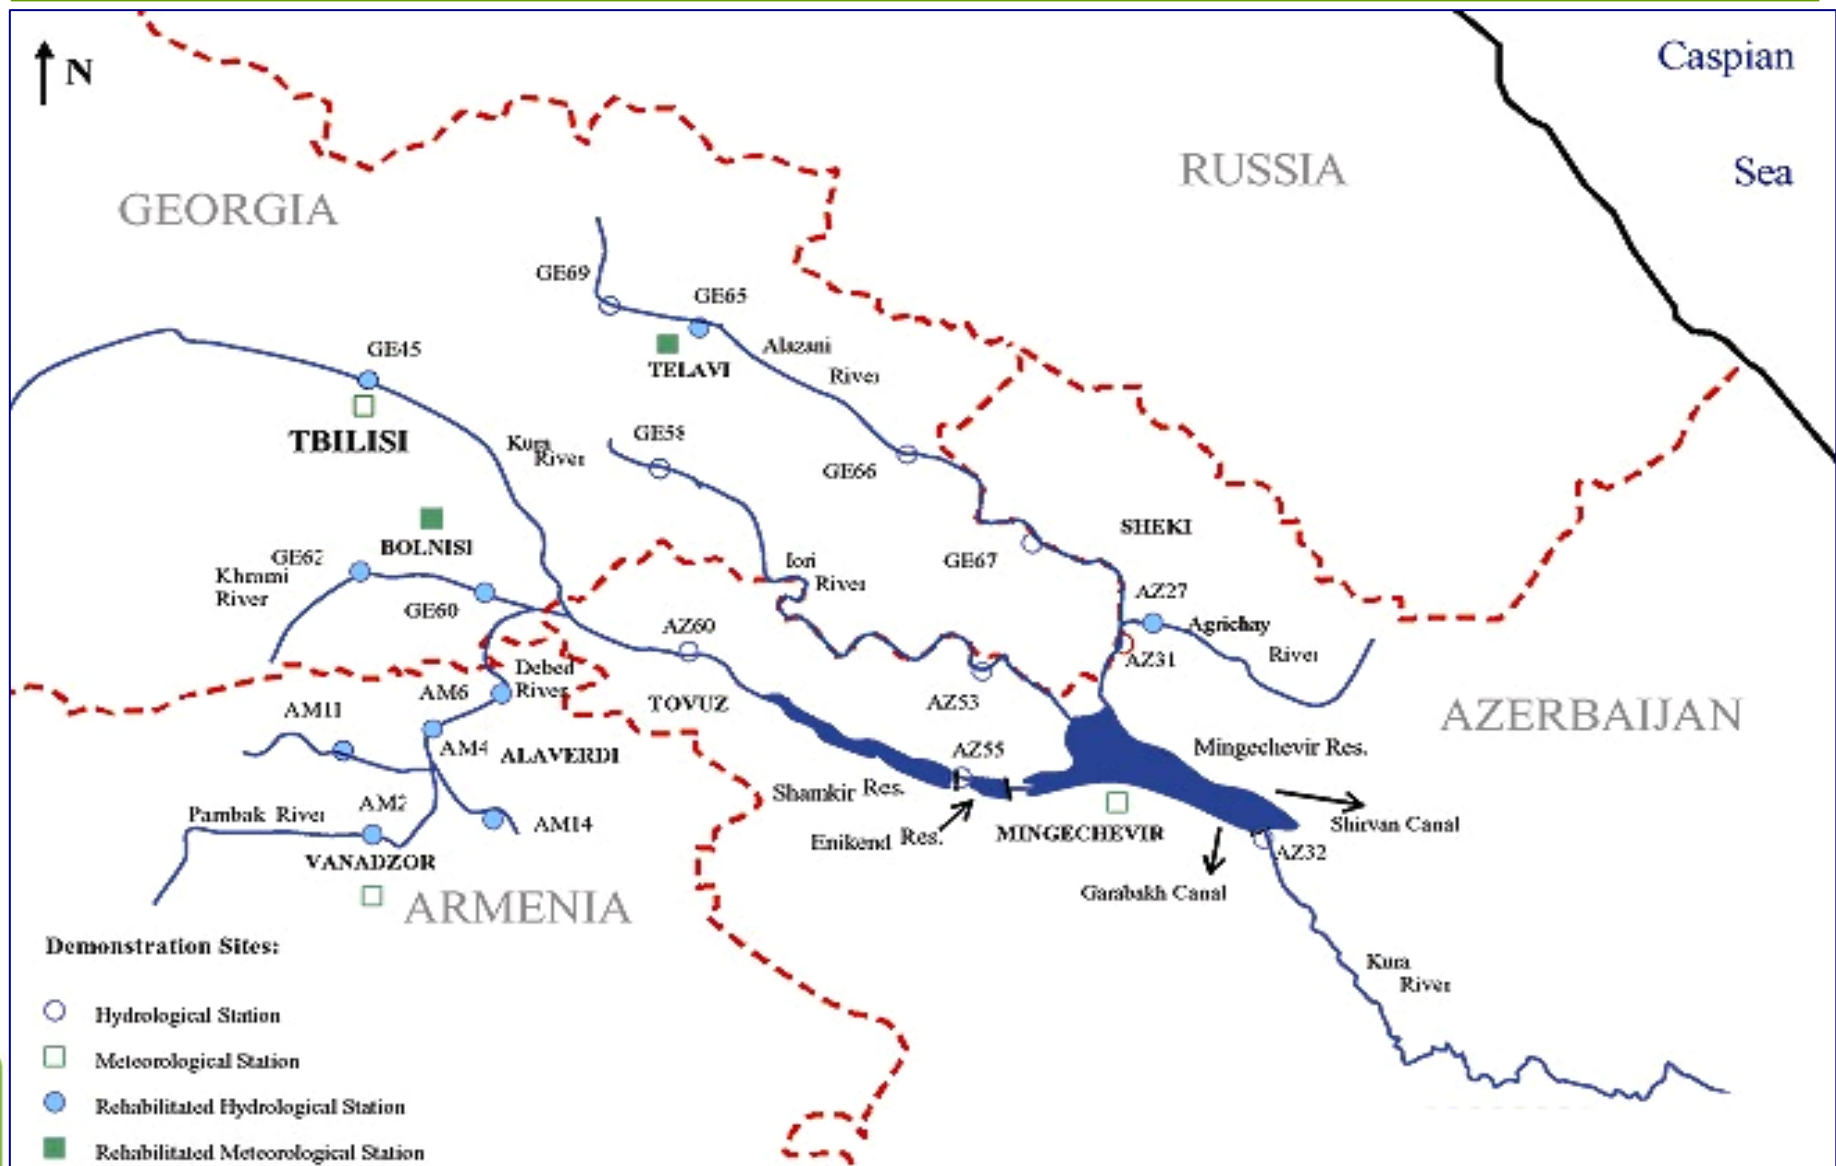 N
Caspian
Sea
RUSSIA
GEORGIA
GE69
GE65
Alazani
River
TELAVI
GE45
TBILISI
Kura
River
GE58
GE66
SHEKI
BOLNISI
GE62
Khrami
River
GE60
Iori
River
GE67
AZ27
Agrichay
River
AZ31
AZ60
Debed
River
AM6
TOVUZ
AZ53
AZERBAIJAN
AM11
AM4
ALAVERDI
AZ55
Mingechevir Res.
Shamkir Res.
Pambak River
AM2
AM14
Enikend Res.
MINGECHEVIR
Shirvan Canal
AZ32
VANADZOR
Garabakh Canal
ARMENIA
Kura
River
Demonstration Sites:
Hydrological Station
Meteorological Station
Rehabilitated Hydrological Station
Rehabilitated Meteorological Station